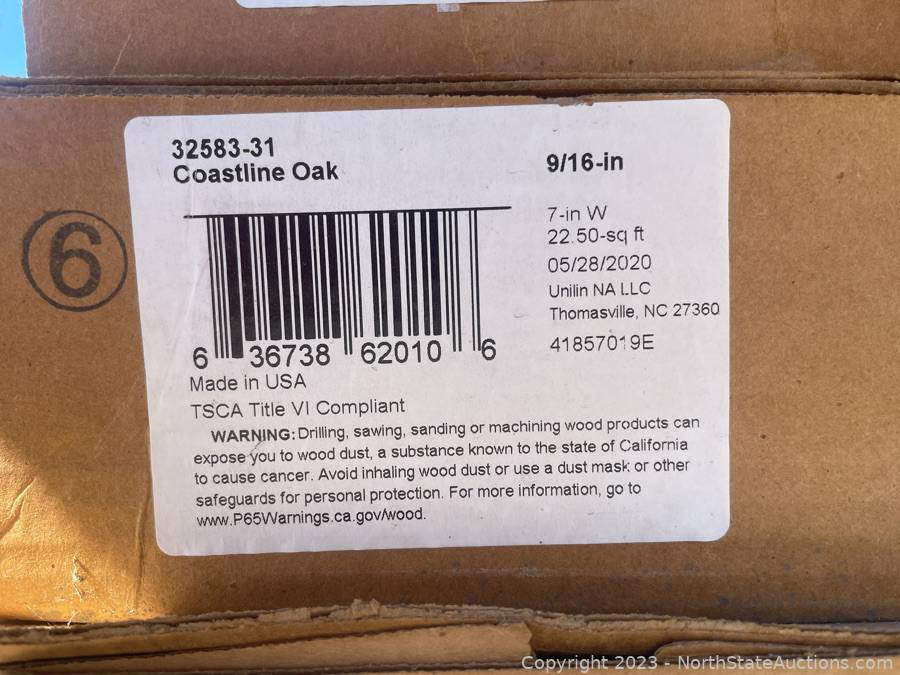 32583-31
Coastline Oak
9/16-in
7-in W
22.50-sq ft
05/28/2020
Unilin NA LLC
Thomasville, NC 27360
41857019E
6
6 36738 62010 6
Made in USA
TSCA Title VI Compliant
WARNING: Drilling, sawing, sanding or machining wood products can
expose you to wood dust, a substance known to the state of California
to cause cancer. Avoid inhaling wood dust or use a dust mask or other
safeguards for personal protection. For more information, go to
www.P65Warnings.ca.gov/wood.
Copyright 2023 - NorthStateAuctions.com